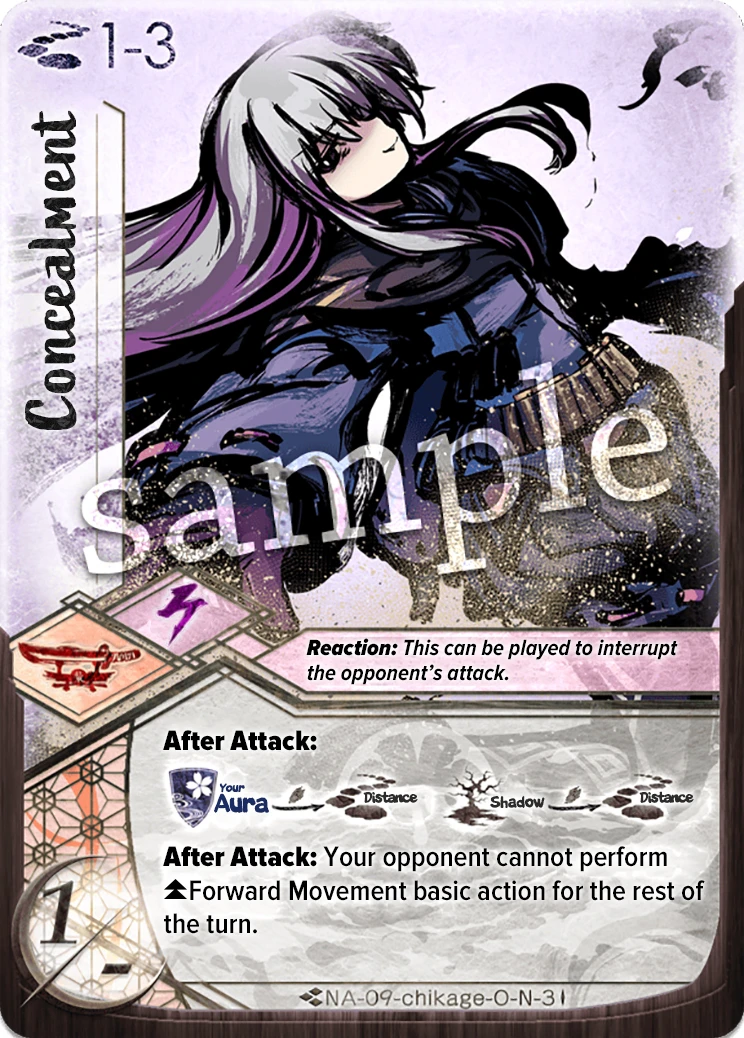 1-3
Concealment
sample
Reaction: This can be played to interrupt
the opponent's attack.
After Attack:
Your Aura
Distance
Shadow
Distance
After Attack: Your opponent cannot perform
Forward Movement basic action for the rest of
the turn.
1/-
NA-09-chikage-O-N-3